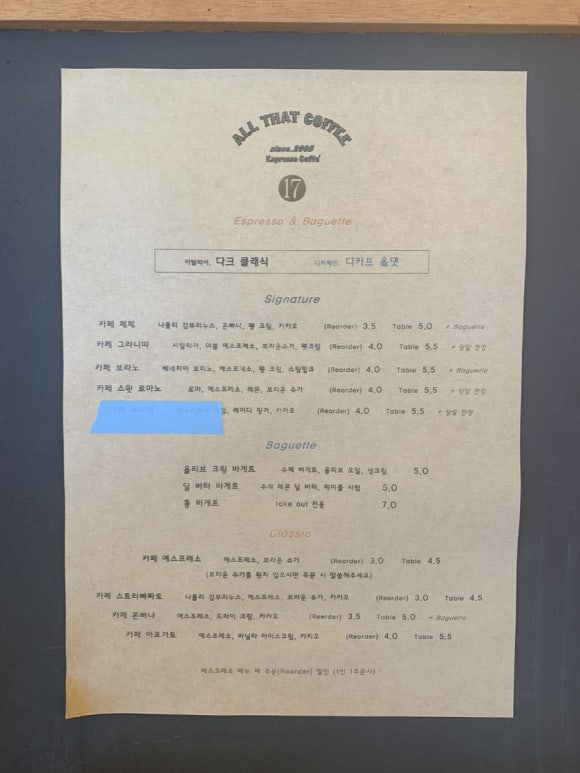 ALL THAT COFFEE
since.2005
Espresso Caffe'
17
Espresso & Baguette
이탈리아. 다크 클래식 디카페인. 디카프 올댓
Signature
카페 제제 나폴리 감부리누스, 꼰빠냐, 휑 크림, 카카오 (Reorder) 3,5 Table 5,0 + Baguette
카페 그라니따 시칠리아, 더블 에스프레소, 브라운슈가, 휑크림 (Reorder) 4,0 Table 5,5 + 당일 한정
카페 브라노 베네치아 브리노, 에스프레소, 휑 크림, 스팀밀크 (Reorder) 4,0 Table 5,5 + Baguette
카페 스윗 로마노 로마, 에스프리소, 레몬, 브라운 슈가 (Reorder) 4,0 Table 5,5 + 당일 한정
레이디 핑거, 카카오 (Reorder) 4,0 Table 5,5 + 당일 한정
Baguette
올리브 크림 바게트 수제 바게트, 올리브 오일, 생크림 5,0
딜 버터 바게트 수제 레몬 딜 버터, 메이플 시럽 5,0
통 바게트 take out 전용 7,0
Classic
카페 에스프레소 에스프레소, 브라운 슈가 (Reorder) 3,0 Table 4,5
(브라운 슈가를 원치 않으시면 주문 시 말씀해주세요)
카페 스트라빠짜토 나폴리 감부리누스, 에스프레소, 브라운 슈가, 카카오 (Reorder) 3,0 Table 4,5
카페 꼰빠냐 에스프레소, 드라이 크림, 카카오 (Reorder) 3,5 Table 5,0 + Baguette
카페 아포가토 에스프레소, 바닐라 아이스크림, 카카오 (Reorder) 4,0 Table 5,5
· 에스프레소 메뉴 재 주문(Reorder) 할인 (1인 1주문시) ·